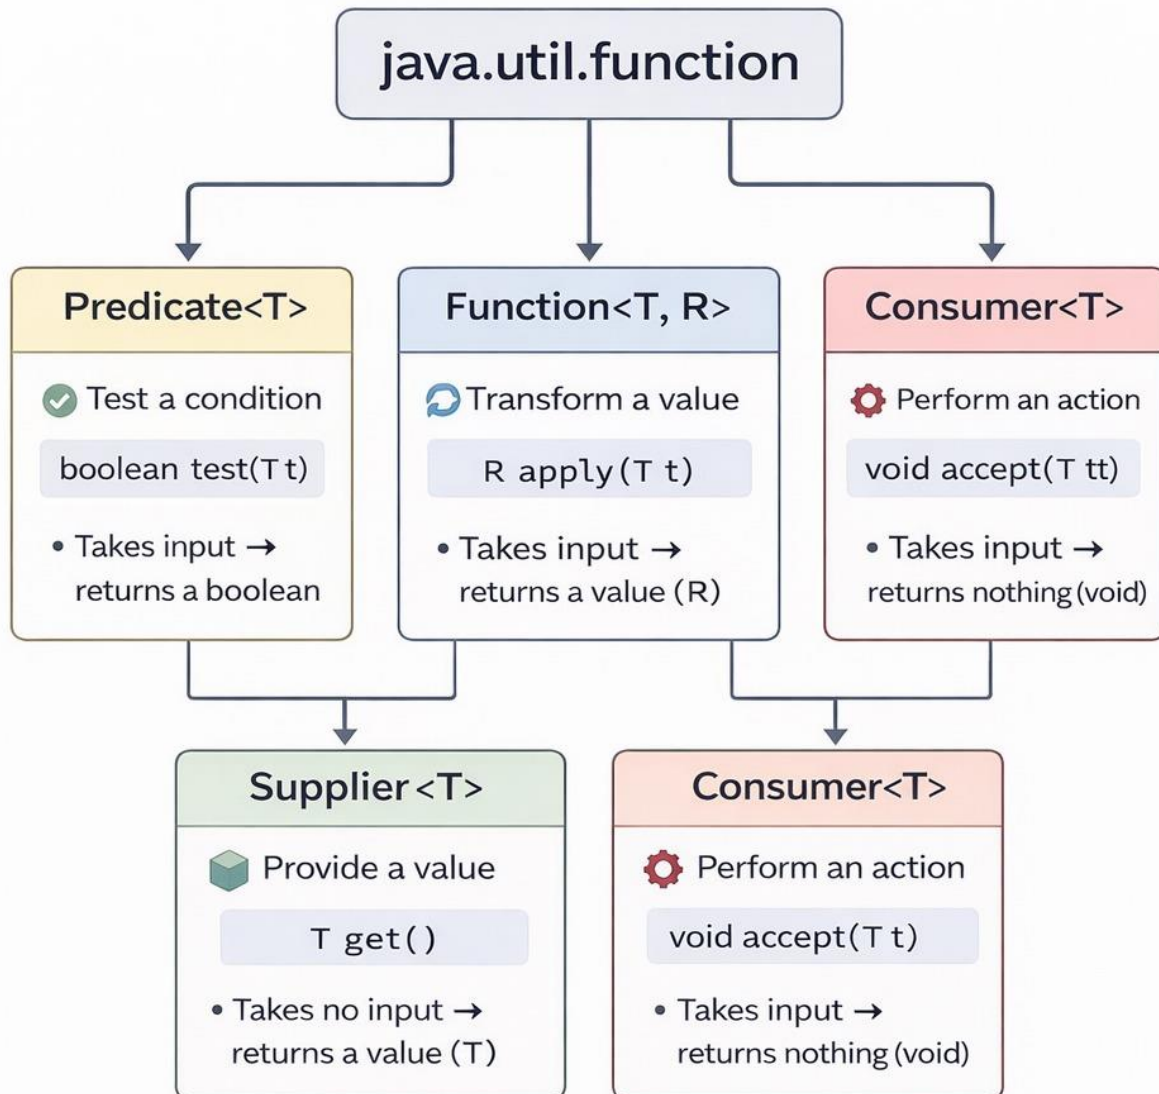 java.util.function
Predicate<T>
Test a condition
boolean test(T t)
• Takes input →
returns a boolean
Function<T, R>
Transform a value
R apply(T t)
• Takes input →
returns a value (R)
Consumer<T>
Perform an action
void accept(T tt)
• Takes input →
returns nothing (void)
Supplier<T>
Provide a value
T get()
• Takes no input →
returns a value (T)
Consumer<T>
Perform an action
void accept(T t)
• Takes input →
returns nothing (void)